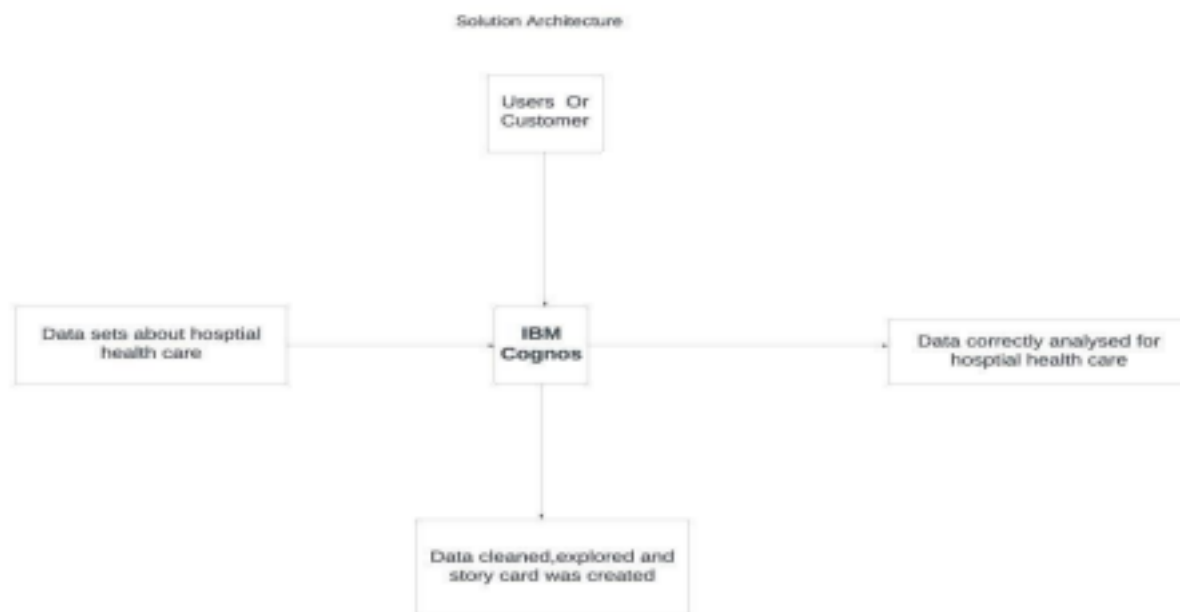 Solution Architecture
Users Or
Customer
Data sets about hosptial
health care
IBM
Cognos
Data correctly analysed for
hosptial health care
Data cleaned,explored and
story card was created